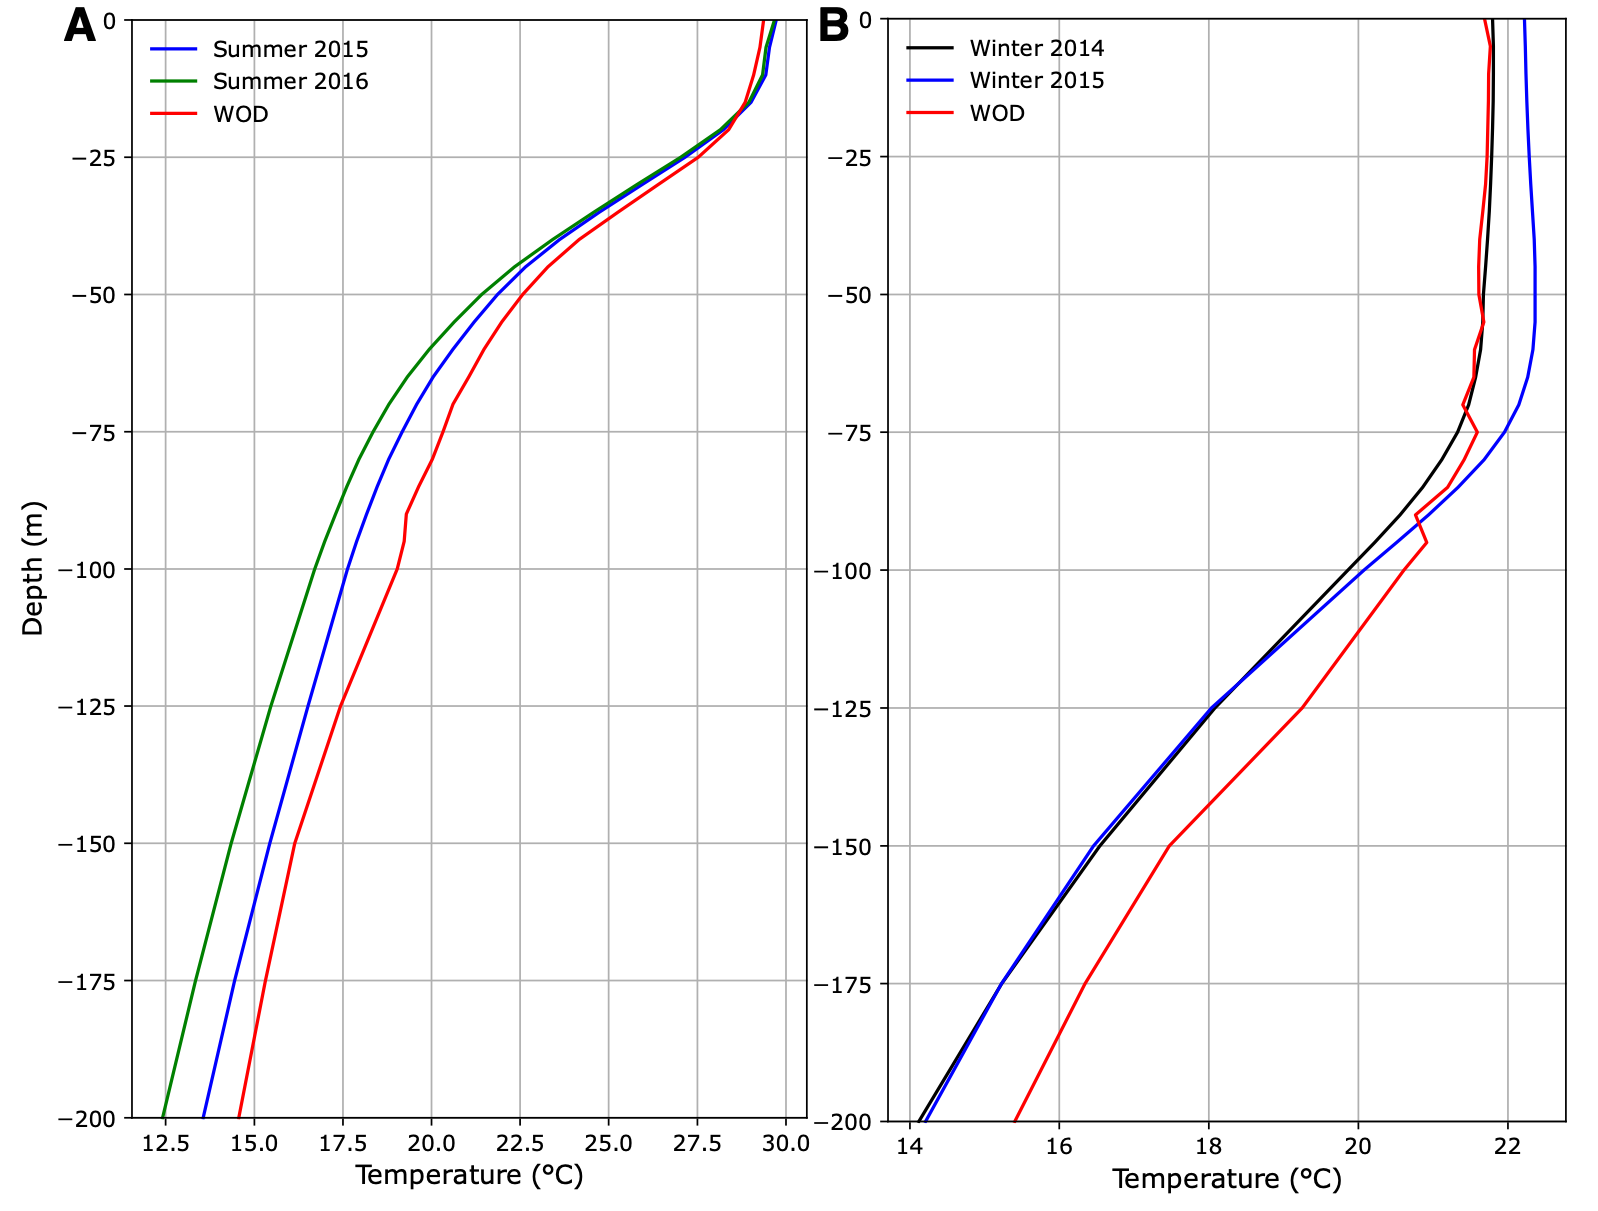 A
Summer 2015
Summer 2016
WOD
0
−25
−50
−75
−100
−125
−150
−175
−200
Depth (m)
12.5 15.0 17.5 20.0 22.5 25.0 27.5 30.0
Temperature (°C)
B
Winter 2014
Winter 2015
WOD
0
−25
−50
−75
−100
−125
−150
−175
−200
14 16 18 20 22
Temperature (°C)